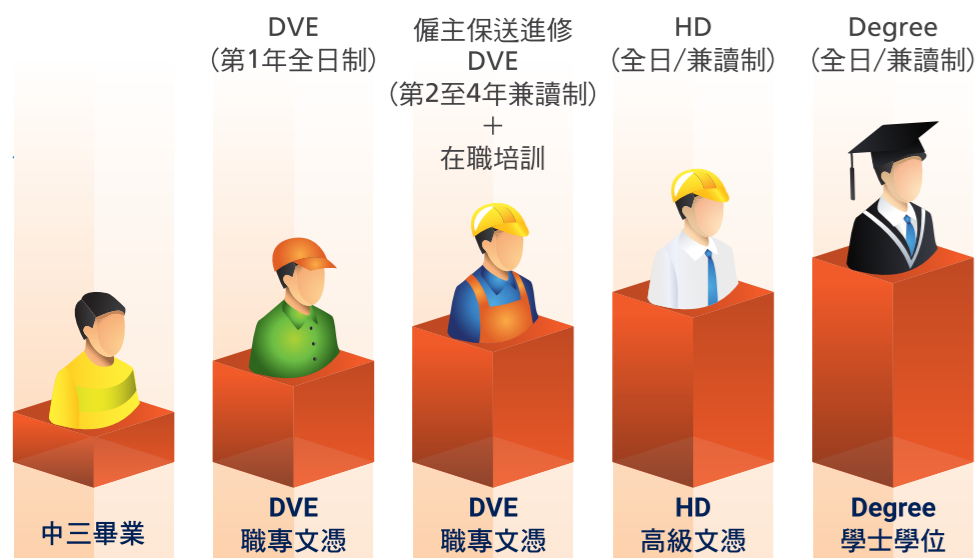 DVE
（第1年全日制）
僱主保送進修
DVE
（第2至4年兼讀制）
＋
在職培訓
HD
（全日/兼讀制）
Degree
（全日/兼讀制）
中三畢業
DVE
職專文憑
DVE
職專文憑
HD
高級文憑
Degree
學士學位